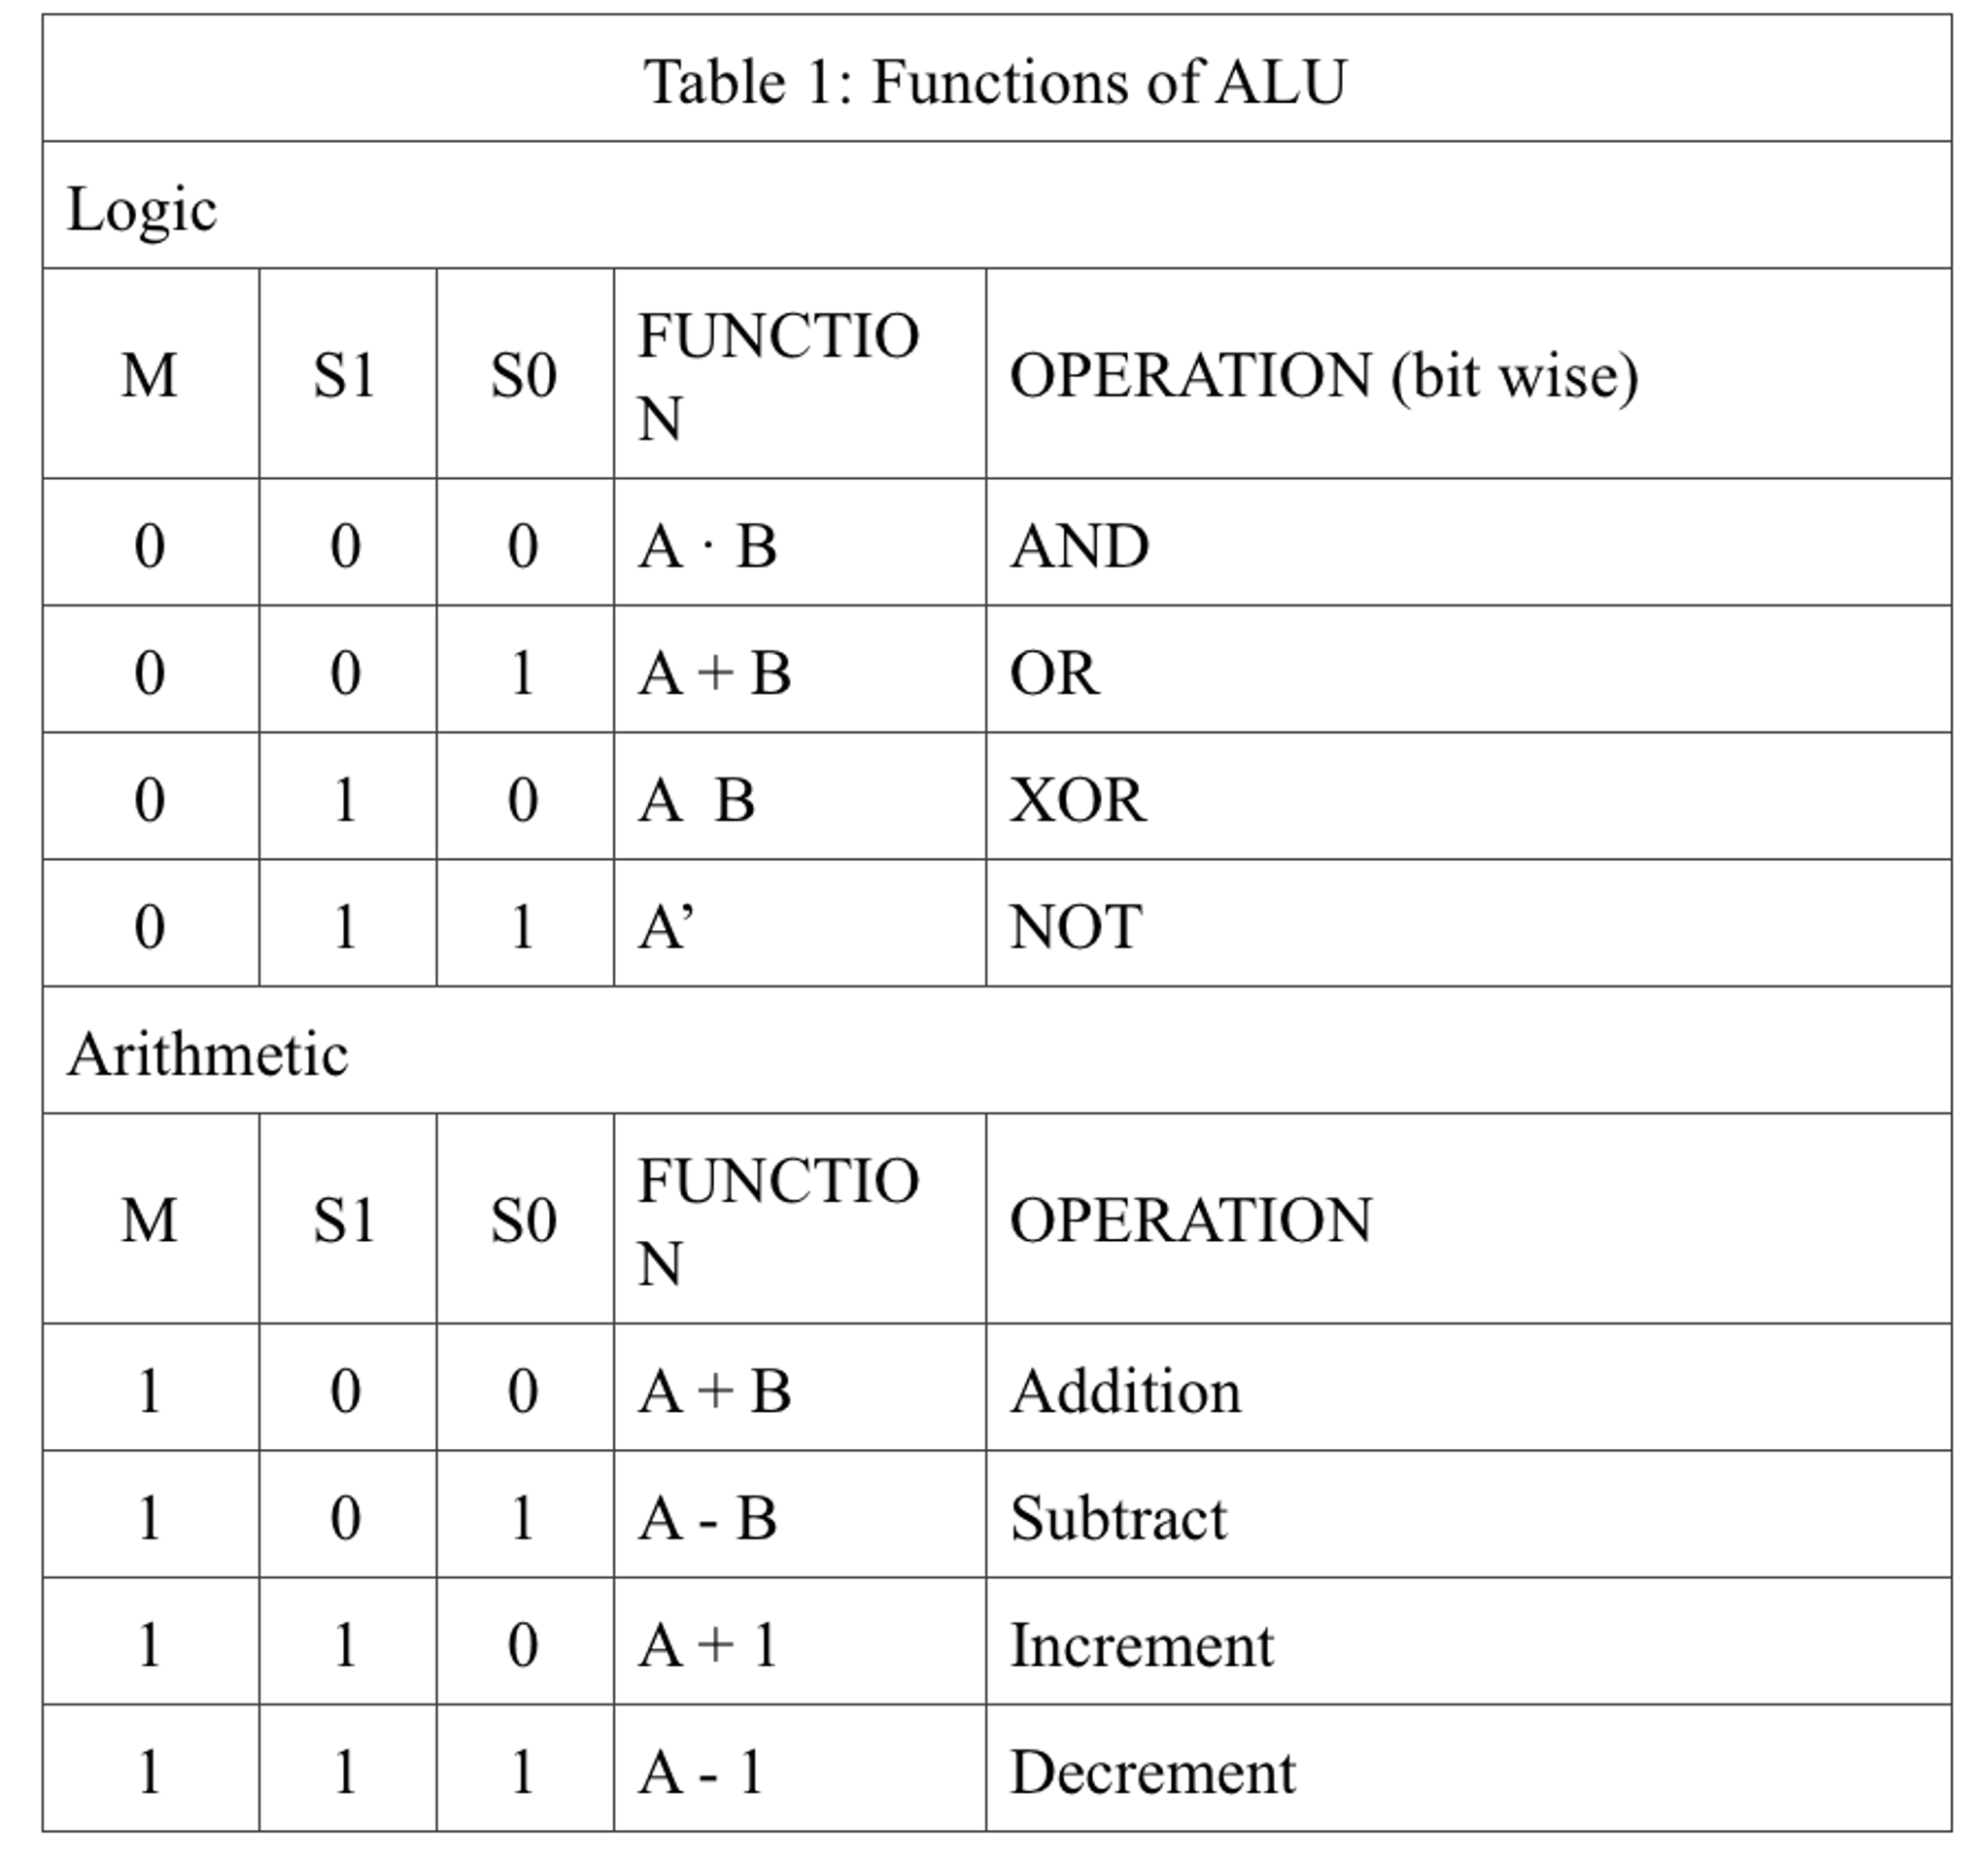 Table 1: Functions of ALU
Logic
M S1 S0 FUNCTIO
N OPERATION (bit wise)
0 0 0 A · B AND
0 0 1 A + B OR
0 1 0 A B XOR
0 1 1 A’ NOT
Arithmetic
M S1 S0 FUNCTIO
N OPERATION
1 0 0 A + B Addition
1 0 1 A - B Subtract
1 1 0 A + 1 Increment
1 1 1 A - 1 Decrement